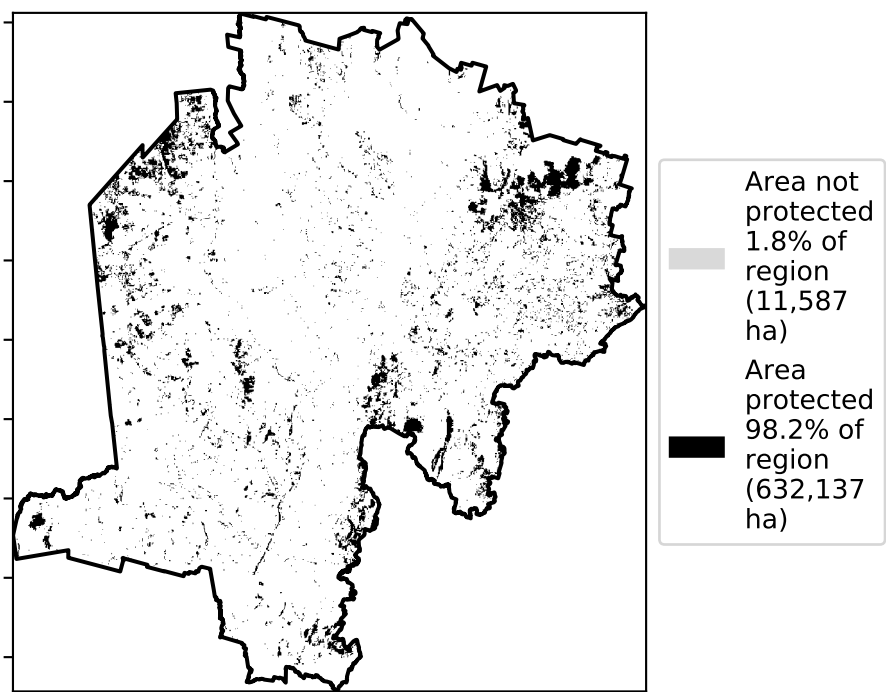 Area not
protected
1.8% of
region
(11,587
ha)
Area
protected
98.2% of
region
(632,137
ha)